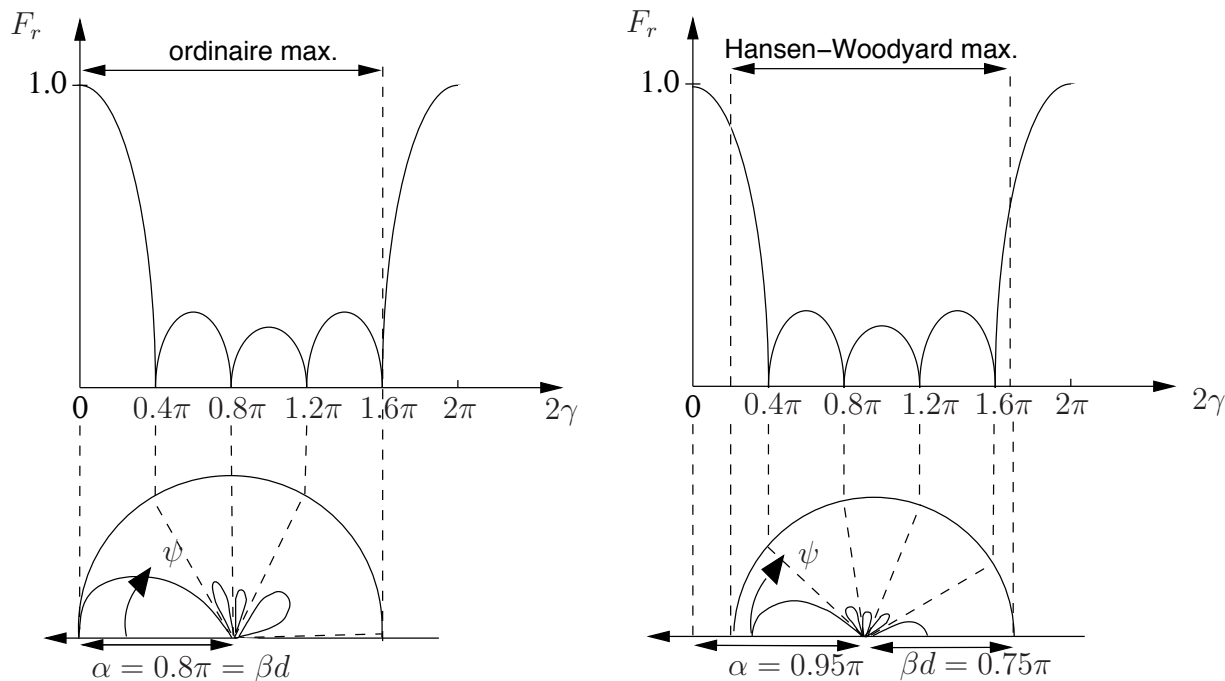 F_r
ordinaire max.
1.0
0 0.4π 0.8π 1.2π 1.6π 2π 2γ
ψ
α = 0.8π = βd
F_r
Hansen−Woodyard max.
1.0
0 0.4π 0.8π 1.2π 1.6π 2π 2γ
ψ
α = 0.95π βd = 0.75π